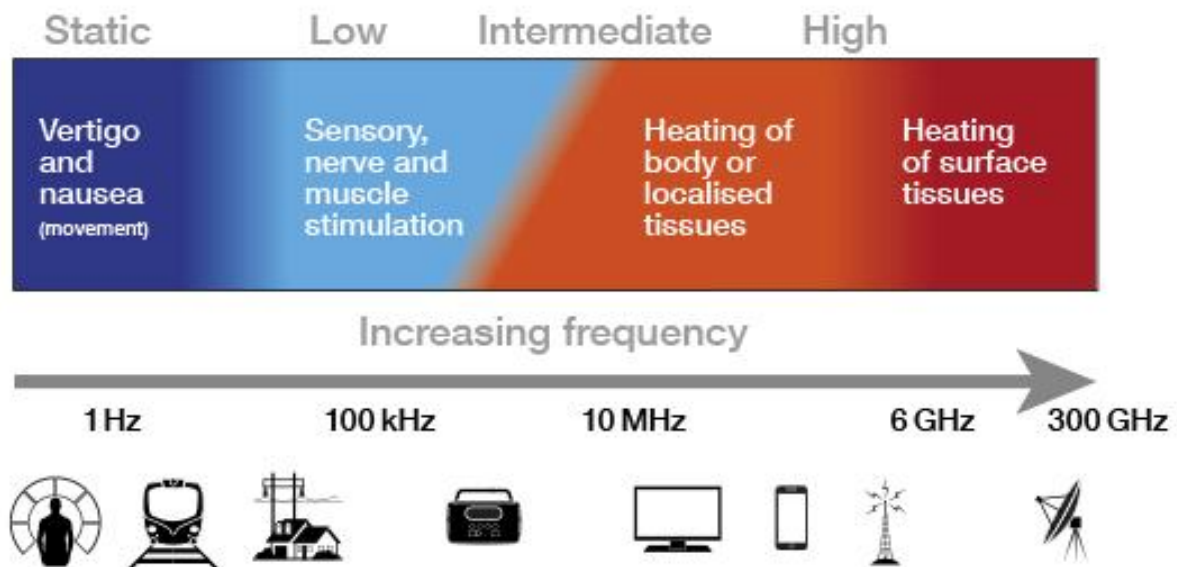 Static Low Intermediate High
Vertigo
and
nausea
(movement)
Sensory,
nerve and
muscle
stimulation
Heating of
body or
localised
tissues
Heating
of surface
tissues
Increasing frequency
1 Hz 100 kHz 10 MHz 6 GHz 300 GHz